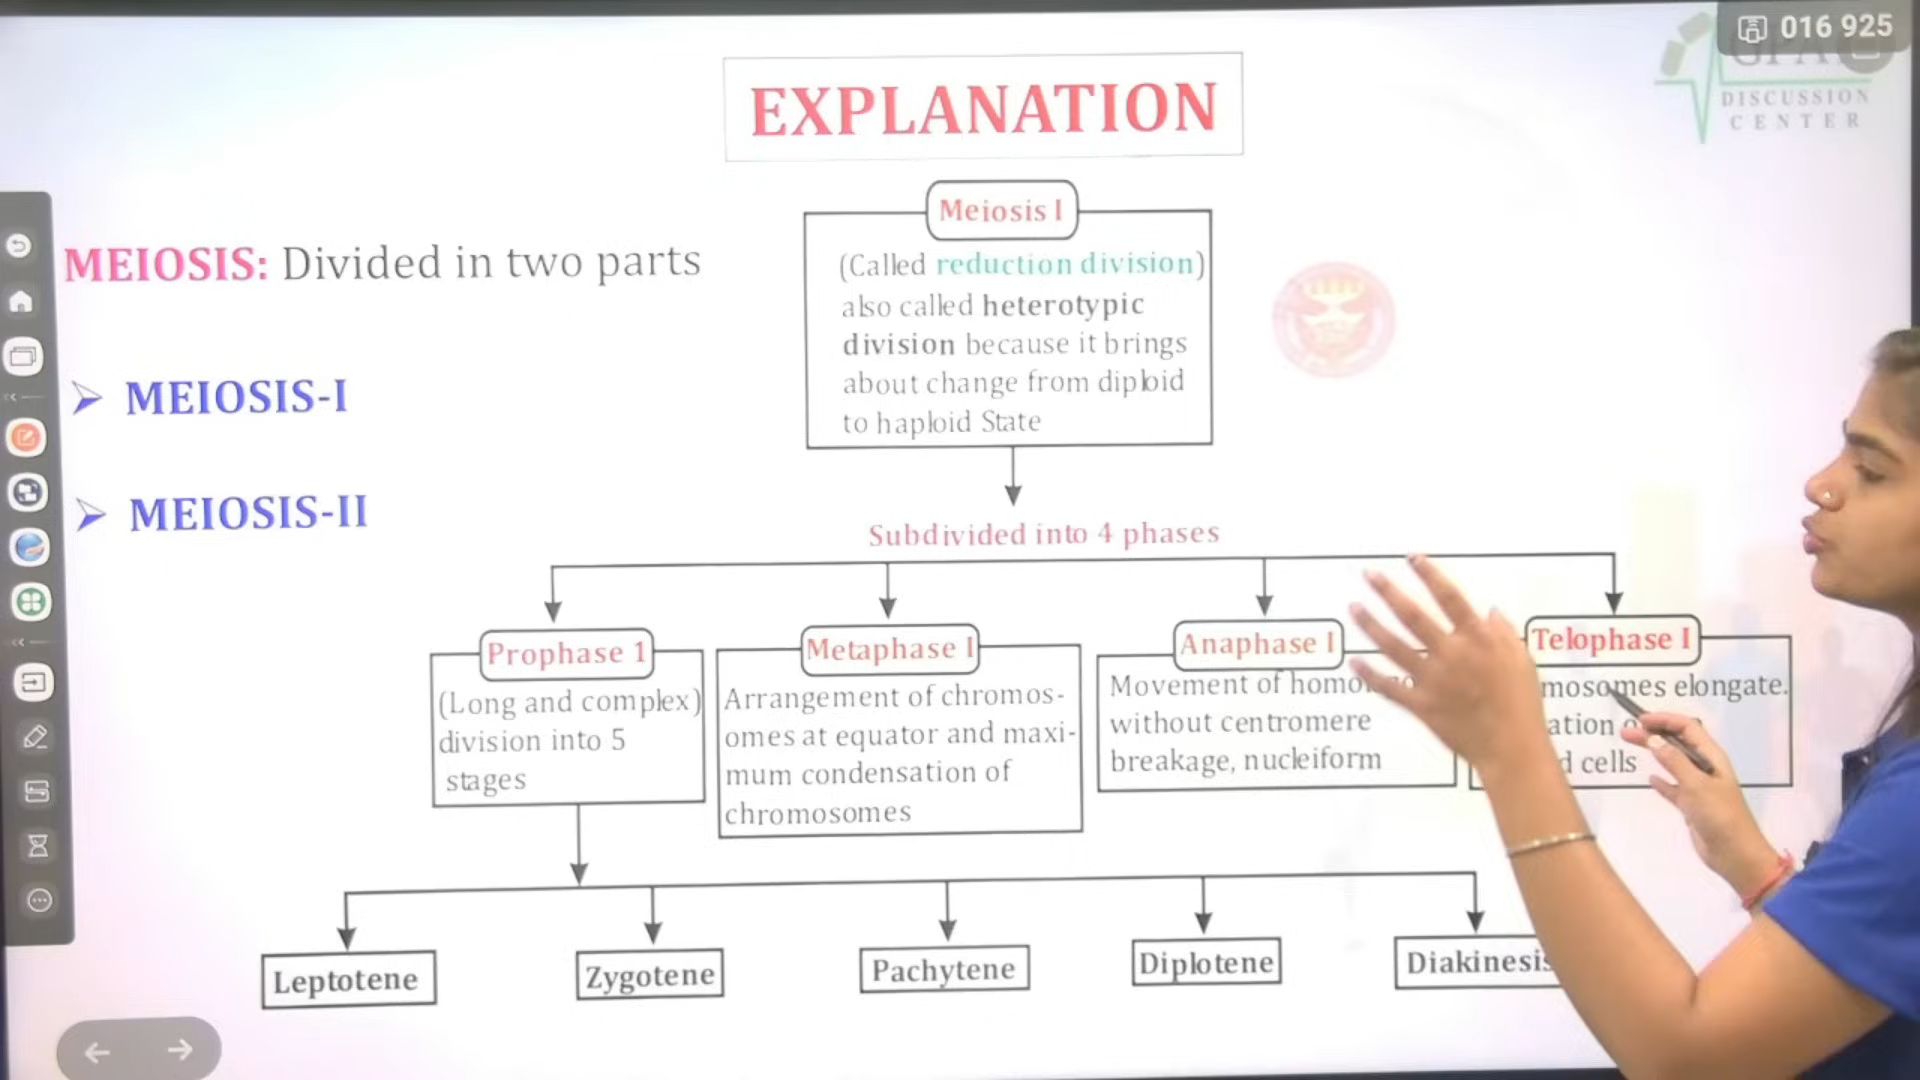 016 925
DISCUSSION
CENTER
EXPLANATION
MEIOSIS: Divided in two parts
MEIOSIS-I
MEIOSIS-II
Meiosis I
(Called reduction division)
also called heterotypic
division because it brings
about change from diploid
to haploid State
Subdivided into 4 phases
Prophase 1
(Long and complex)
division into 5
stages
Metaphase I
Arrangement of chromos-
omes at equator and maxi-
mum condensation of
chromosomes
Anaphase I
Movement of
without centromere
breakage, nucleiform
Telophase I
elongate.
cells
Leptotene
Zygotene
Pachytene
Diplotene
Diakinesis